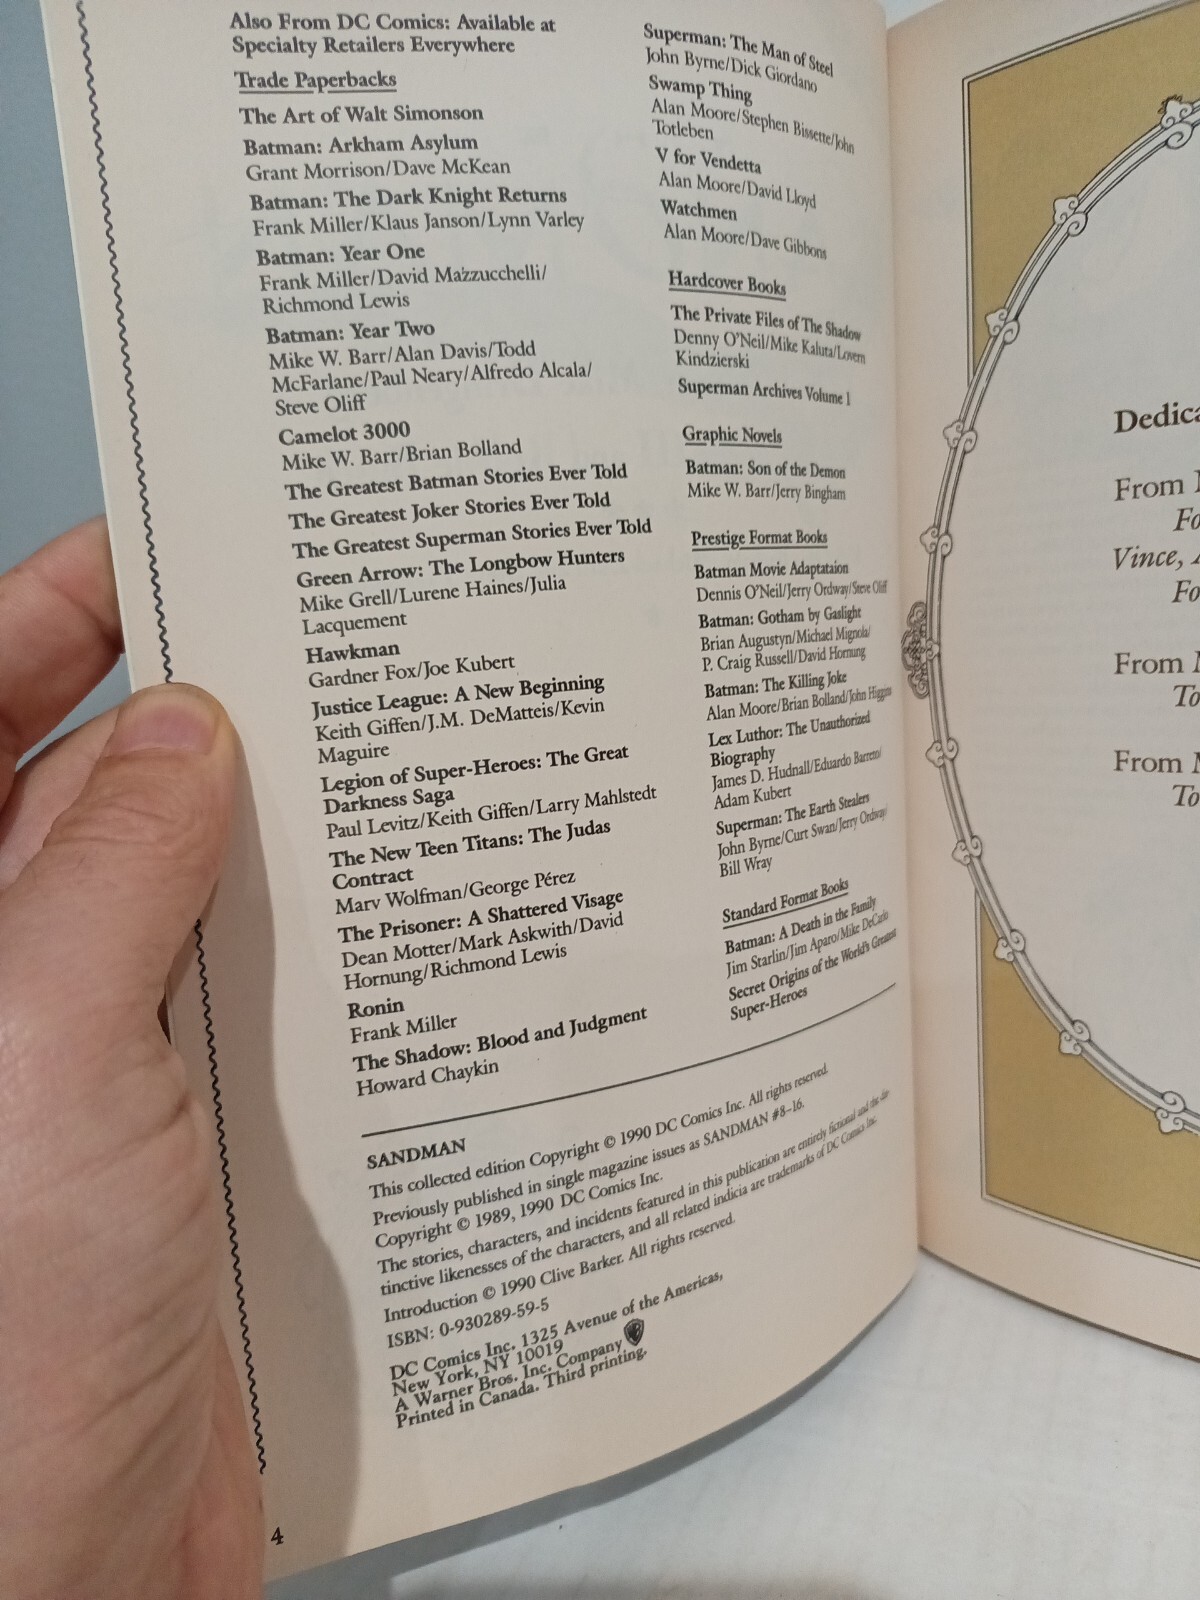 Also From DC Comics: Available at
Specialty Retailers Everywhere
Trade Paperbacks
The Art of Walt Simonson
Batman: Arkham Asylum
Grant Morrison/Dave McKean
Batman: The Dark Knight Returns
Frank Miller/Klaus Janson/Lynn Varley
Batman: Year One
Frank Miller/David Mazzucchelli/
Richmond Lewis
Batman: Year Two
Mike W. Barr/Alan Davis/Todd
McFarlane/Paul Neary/Alfredo Alcala/
Steve Oliff
Camelot 3000
Mike W. Barr/Brian Bolland
The Greatest Batman Stories Ever Told
The Greatest Joker Stories Ever Told
The Greatest Superman Stories Ever Told
Green Arrow: The Longbow Hunters
Mike Grell/Lurene Haines/Julia
Lacquement
Hawkman
Gardner Fox/Joe Kubert
Justice League: A New Beginning
Keith Giffen/J.M. DeMatteis/Kevin
Maguire
Legion of Super-Heroes: The Great
Darkness Saga
Paul Levitz/Keith Giffen/Larry Mahlstedt
The New Teen Titans: The Judas
Contract
Marv Wolfman/George Pérez
The Prisoner: A Shattered Visage
Dean Motter/Mark Askwith/David
Hornung/Richmond Lewis
Ronin
Frank Miller
The Shadow: Blood and Judgment
Howard Chaykin
Superman: The Man of Steel
John Byrne/Dick Giordano
Swamp Thing
Alan Moore/Stephen Bissette/John
Totleben
V for Vendetta
Alan Moore/David Lloyd
Watchmen
Alan Moore/Dave Gibbons
Hardcover Books
The Private Files of The Shadow
Denny O'Neil/Mike Kaluta/Lovern
Kindzierski
Superman Archives Volume 1
Graphic Novels
Batman: Son of the Demon
Mike W. Barr/Jerry Bingham
Prestige Format Books
Batman Movie Adaptataion
Dennis O'Neil/Jerry Ordway/Steve Oliff
Batman: Gotham by Gaslight
Brian Augustyn/Michael Mignola/
P. Craig Russell/David Hornung
Batman: The Killing Joke
Alan Moore/Brian Bolland/John Higgins
Lex Luthor: The Unauthorized
Biography
James D. Hudnall/Eduardo Barreto/
Adam Kubert
Superman: The Earth Stealers
John Byrne/Curt Swan/Jerry Ordway/
Bill Wray
Standard Format Books
Batman: A Death in the Family
Jim Starlin/Jim Aparo/Mike DeCarlo
Secret Origins of the World's Greatest
Super-Heroes
SANDMAN
This collected edition Copyright © 1990 DC Comics Inc. All rights reserved.
Previously published in single magazine issues as SANDMAN #8-16.
Copyright © 1989, 1990 DC Comics Inc.
The stories, characters, and incidents featured in this publication are entirely fictional and the dis-
tinctive likenesses of the characters, and all related indicia are trademarks of DC Comics Inc.
Introduction © 1990 Clive Barker. All rights reserved.
ISBN: 0-930289-59-5
DC Comics Inc. 1325 Avenue of the Americas,
New York, NY 10019
A Warner Bros. Inc. Company
Printed in Canada. Third printing.
4
Dedica
From
Fo
Vince,
Fo
From M
To
From M
To